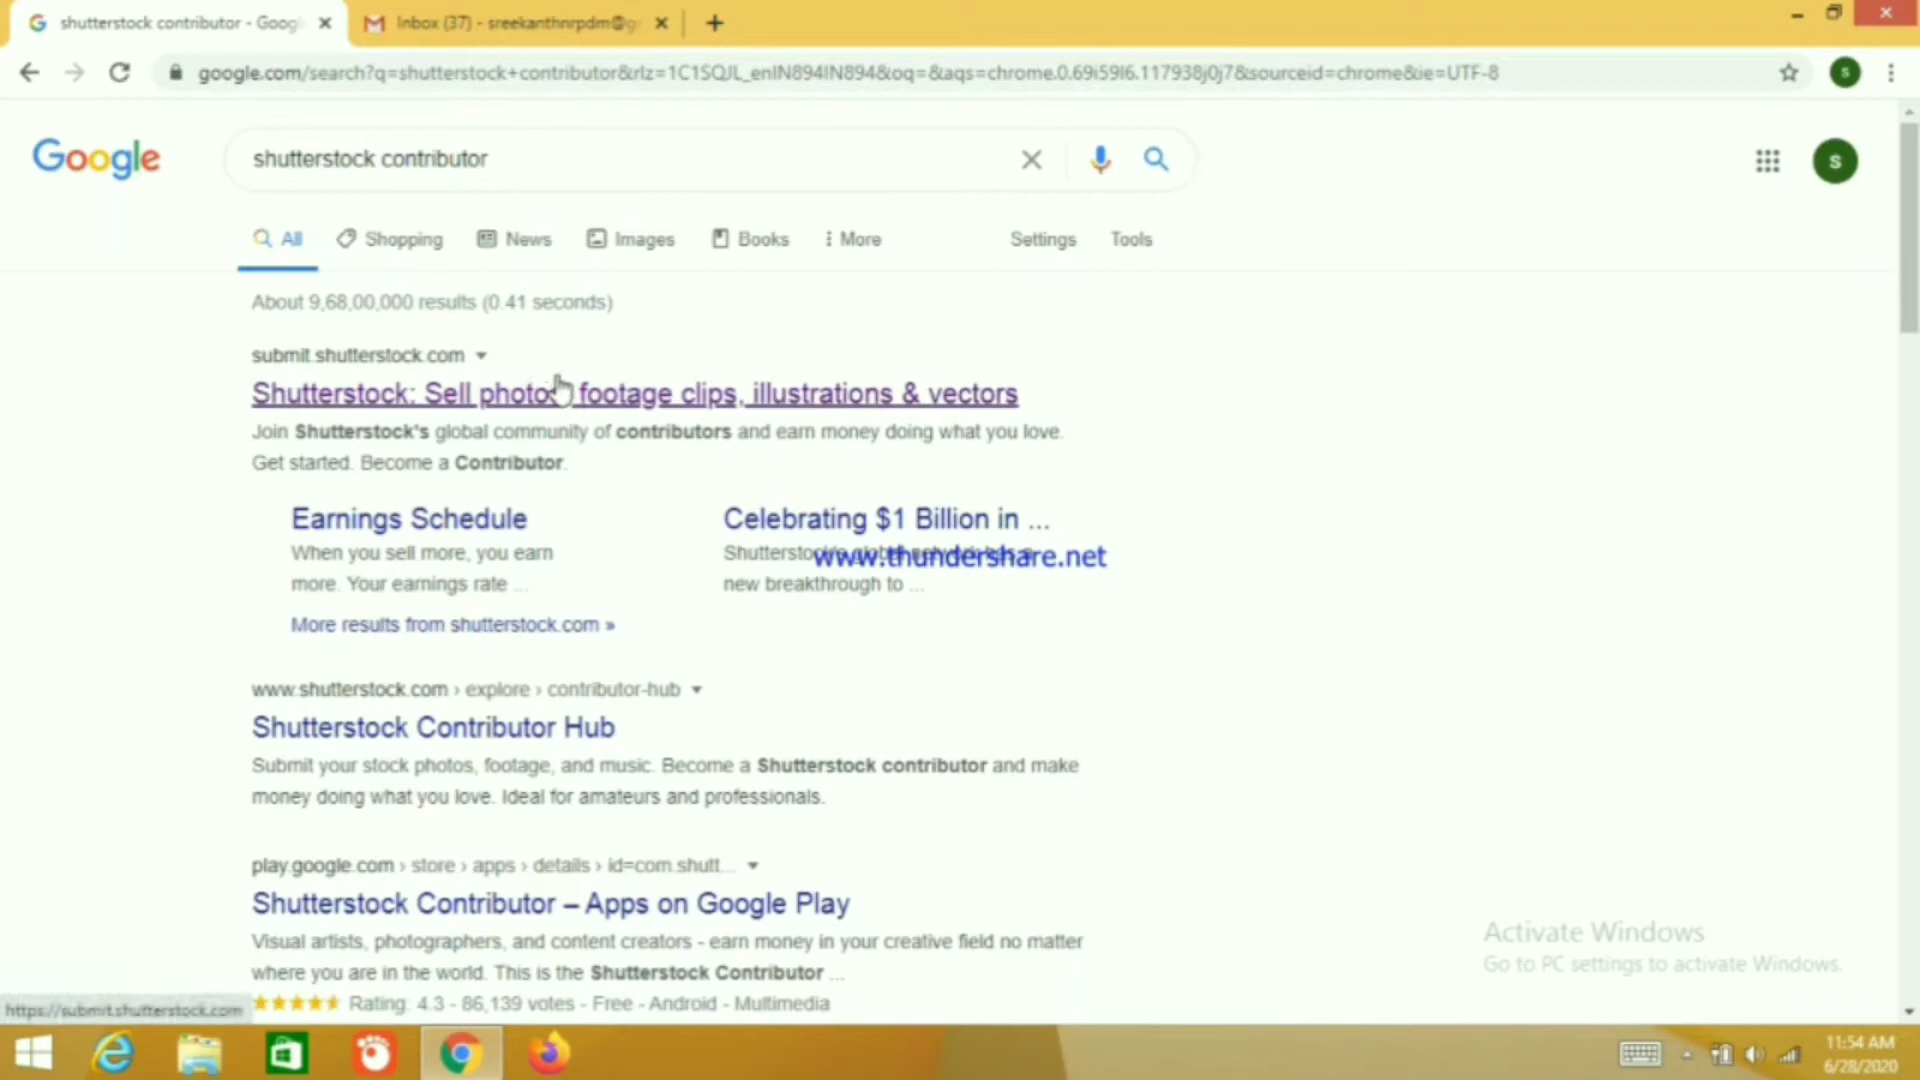 shutterstock contributor - Goog
Inbox (37) - sreekanthnrpdm@g
google.com/search?q=shutterstock+contributor&rlz=1C1SQJL_enIN894IN894&oq=&aqs=chrome.0.69i59l6.117938j0j7&sourceid=chrome&ie=UTF-8
S
Google
shutterstock contributor
S
All
Shopping
News
Images
Books
More
Settings
Tools
About 9,68,00,000 results (0.41 seconds)
submit.shutterstock.com
Shutterstock: Sell photo footage clips, illustrations & vectors
Join Shutterstock's global community of contributors and earn money doing what you love.
Get started. Become a Contributor.
Earnings Schedule
When you sell more, you earn
more. Your earnings rate ...
Celebrating $1 Billion in ...
Shutterstock's global network has a
new breakthrough to ...
www.thundershare.net
More results from shutterstock.com »
www.shutterstock.com › explore › contributor-hub
Shutterstock Contributor Hub
Submit your stock photos, footage, and music. Become a Shutterstock contributor and make
money doing what you love. Ideal for amateurs and professionals.
play.google.com › store › apps › details › id=com.shutt...
Shutterstock Contributor – Apps on Google Play
Visual artists, photographers, and content creators - earn money in your creative field no matter
where you are in the world. This is the Shutterstock Contributor ...
Rating: 4.3 - 86,139 votes - Free - Android - Multimedia
Activate Windows
Go to PC settings to activate Windows.
https://submit.shutterstock.com
11:54 AM
6/28/2020